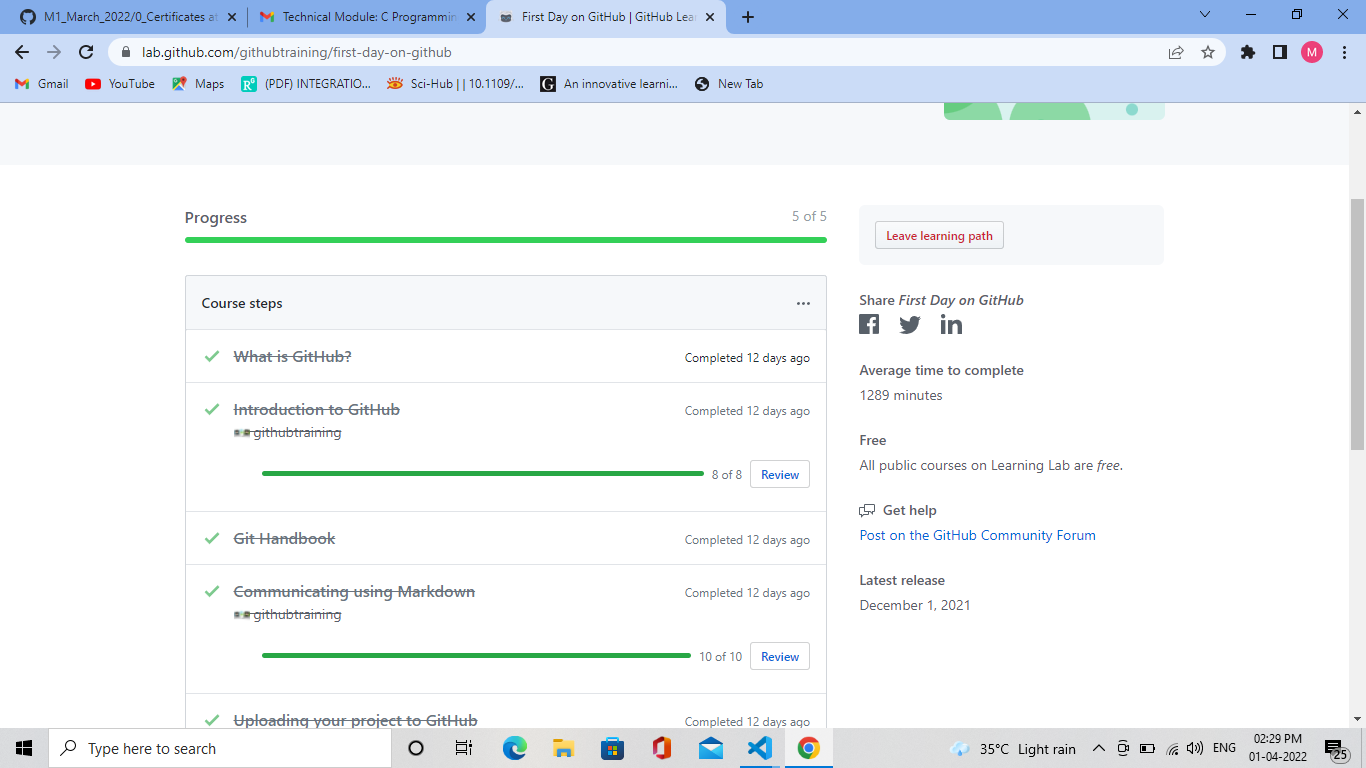 M1_March_2022/0_Certificates at
Technical Module: C Programmin
First Day on GitHub | GitHub Lea
lab.github.com/githubtraining/first-day-on-github
M
Gmail
YouTube
Maps
(PDF) INTEGRATIO...
Sci-Hub | | 10.1109/...
An innovative learni...
New Tab
Progress
5 of 5
Leave learning path
Course steps
What is GitHub?
Completed 12 days ago
Introduction to GitHub
Completed 12 days ago
githubtraining
8 of 8
Review
Git Handbook
Completed 12 days ago
Communicating using Markdown
Completed 12 days ago
githubtraining
10 of 10
Review
Uploading your project to GitHub
Completed 12 days ago
Share First Day on GitHub
Average time to complete
1289 minutes
Free
All public courses on Learning Lab are free.
Get help
Post on the GitHub Community Forum
Latest release
December 1, 2021
Type here to search
35°C Light rain
ENG
02:29 PM
01-04-2022
25